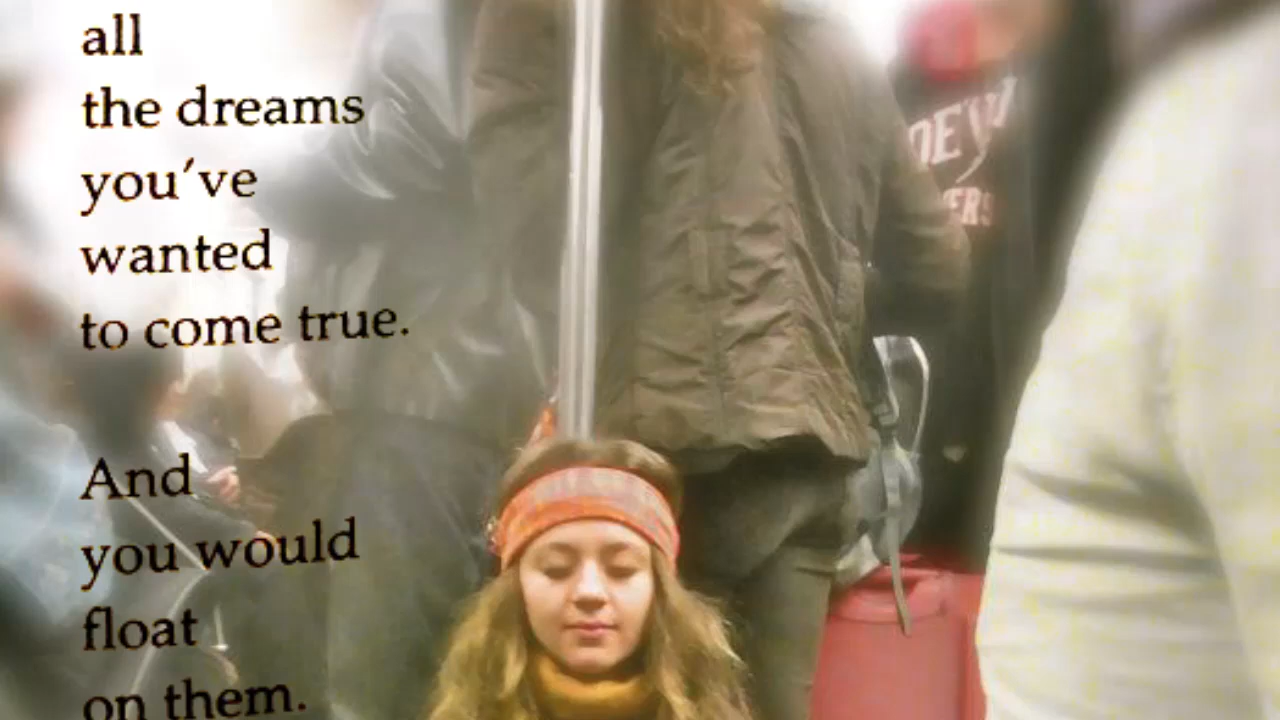 all
the dreams
you've
wanted
to come true.
And
you would
float
on them.